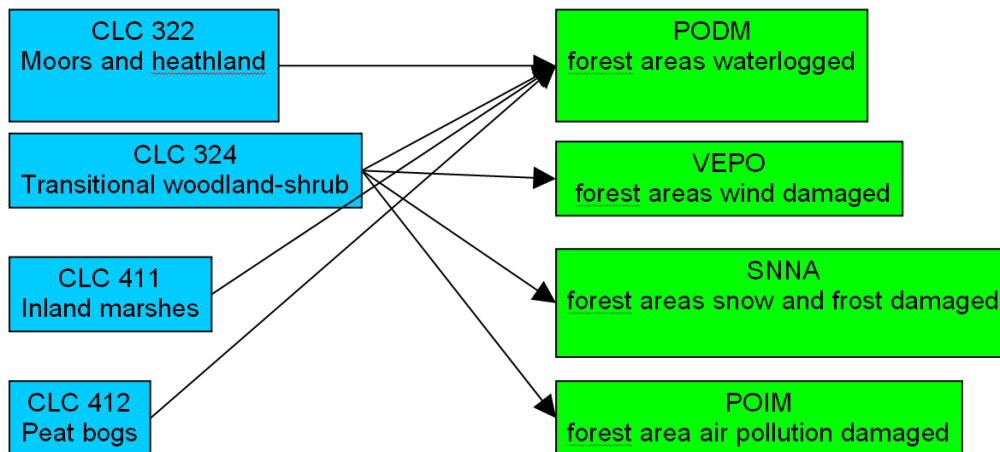 CLC 322
Moors and heathland
PODM
forest areas waterlogged
CLC 324
Transitional woodland-shrub
VEPO
forest areas wind damaged
CLC 411
Inland marshes
SNNA
forest areas snow and frost damaged
CLC 412
Peat bogs
POIM
forest area air pollution damaged